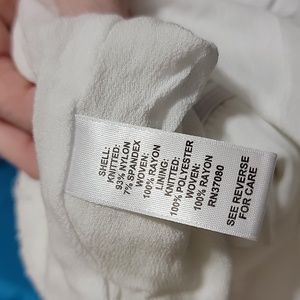 SHELL:
KNITTED:
93% NYLON
7% SPANDEX
WOVEN:
100% RAYON
LINING:
KNITTED:
100% POLYESTER
WOVEN:
100% RAYON
RN37080
SEE REVERSE
FOR CARE